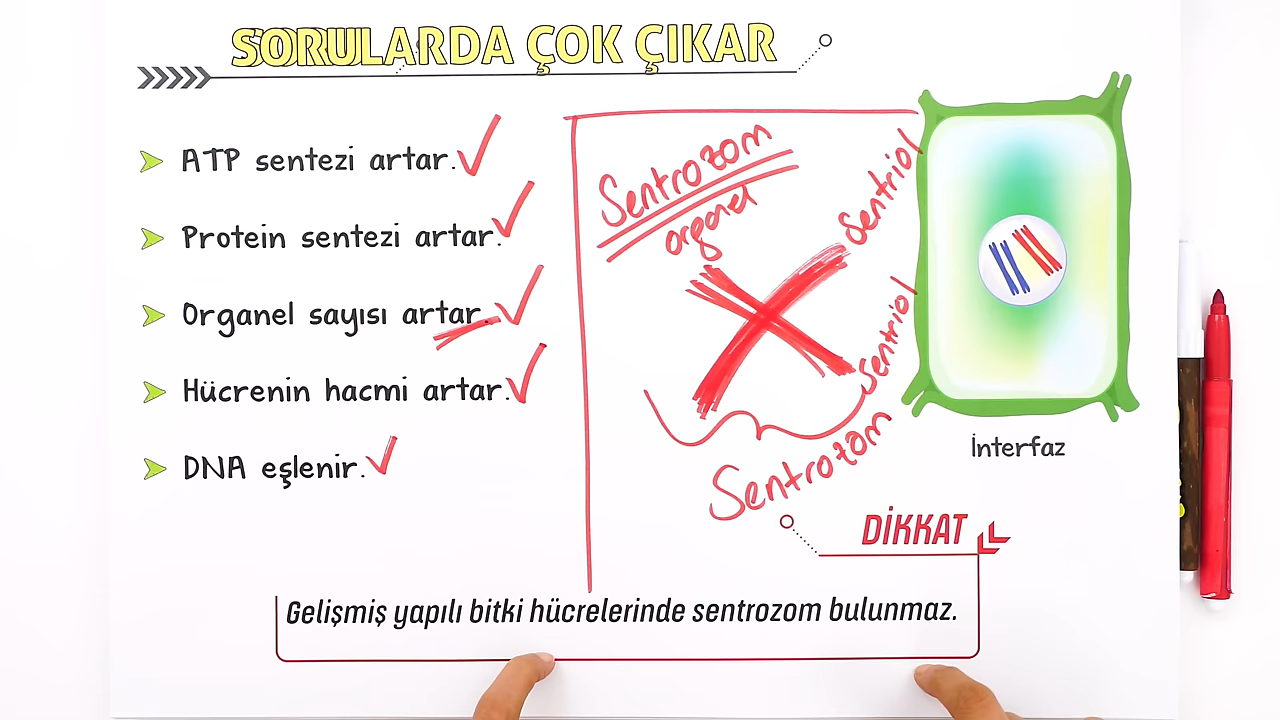 SORULARDA ÇOK ÇIKAR
ATP sentezi artar.
Protein sentezi artar.
Organel sayısı artar.
Hücrenin hacmi artar.
DNA eşlenir.
Sentrozom
organel
Sentriol
Sentriol
Sentrozom
İnterfaz
DİKKAT
Gelişmiş yapılı bitki hücrelerinde sentrozom bulunmaz.